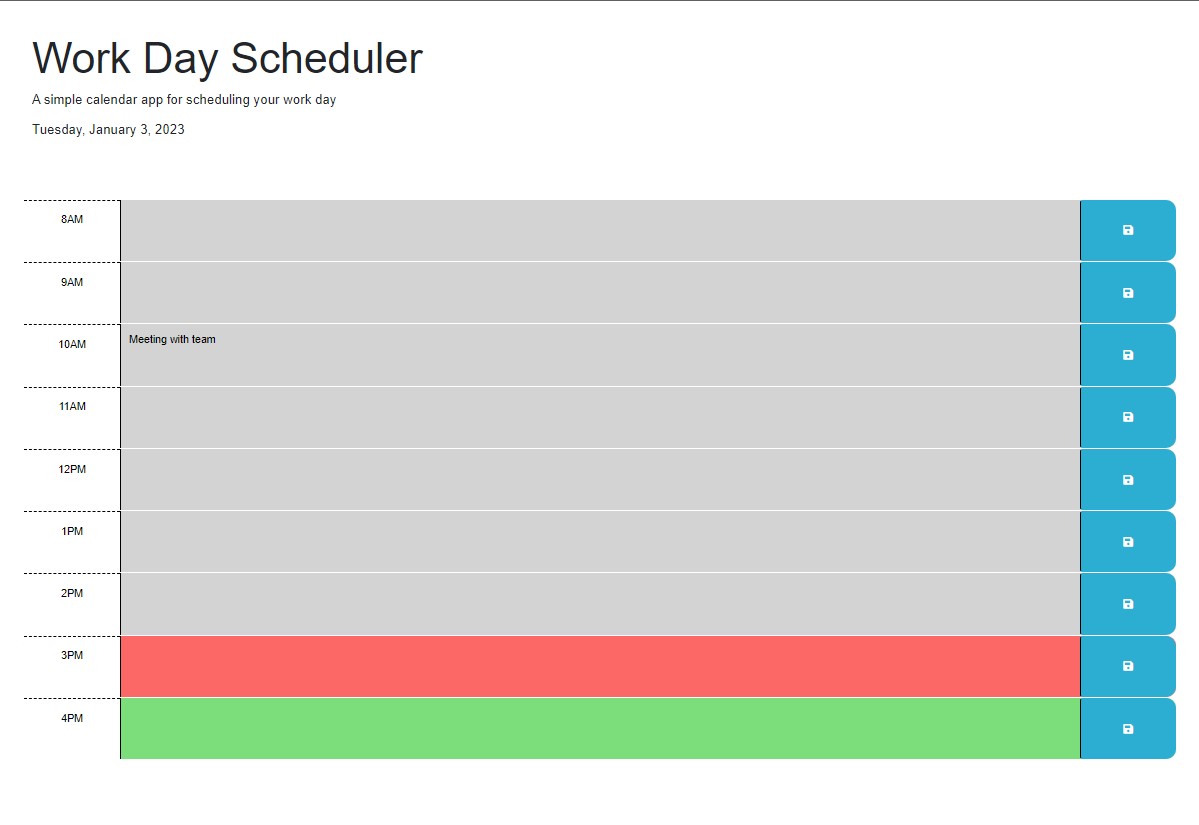 Work Day Scheduler
A simple calendar app for scheduling your work day
Tuesday, January 3, 2023
8AM
9AM
10AM
Meeting with team
11AM
12PM
1PM
2PM
3PM
4PM